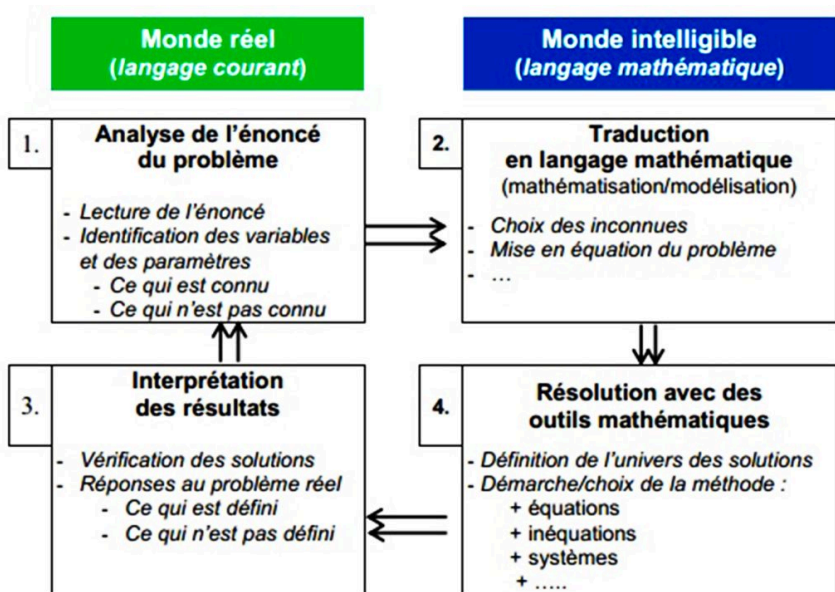 Monde réel
(langage courant)
Monde intelligible
(langage mathématique)
1.
Analyse de l'énoncé
du problème
- Lecture de l'énoncé
- Identification des variables
et des paramètres
- Ce qui est connu
- Ce qui n'est pas connu
2.
Traduction
en langage mathématique
(mathématisation/modélisation)
- Choix des inconnues
- Mise en équation du problème
- ...
3.
Interprétation
des résultats
- Vérification des solutions
- Réponses au problème réel
- Ce qui est défini
- Ce qui n'est pas défini
4.
Résolution avec des
outils mathématiques
- Définition de l'univers des solutions
- Démarche/choix de la méthode :
+ équations
+ inéquations
+ systèmes
+ .....